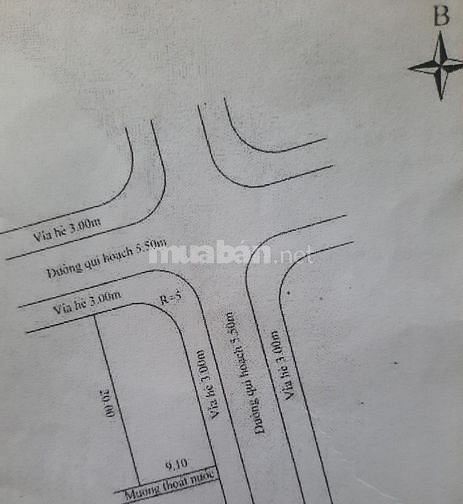 B
Vỉa hè 3.00m
Đường qui hoạch 5.50m
muaban.net
Vỉa hè 3.00m
R=5
Vỉa hè 3.00m
Đường qui hoạch 5.50m
Vỉa hè 3.00m
20.00
9.10
Mương thoát nước